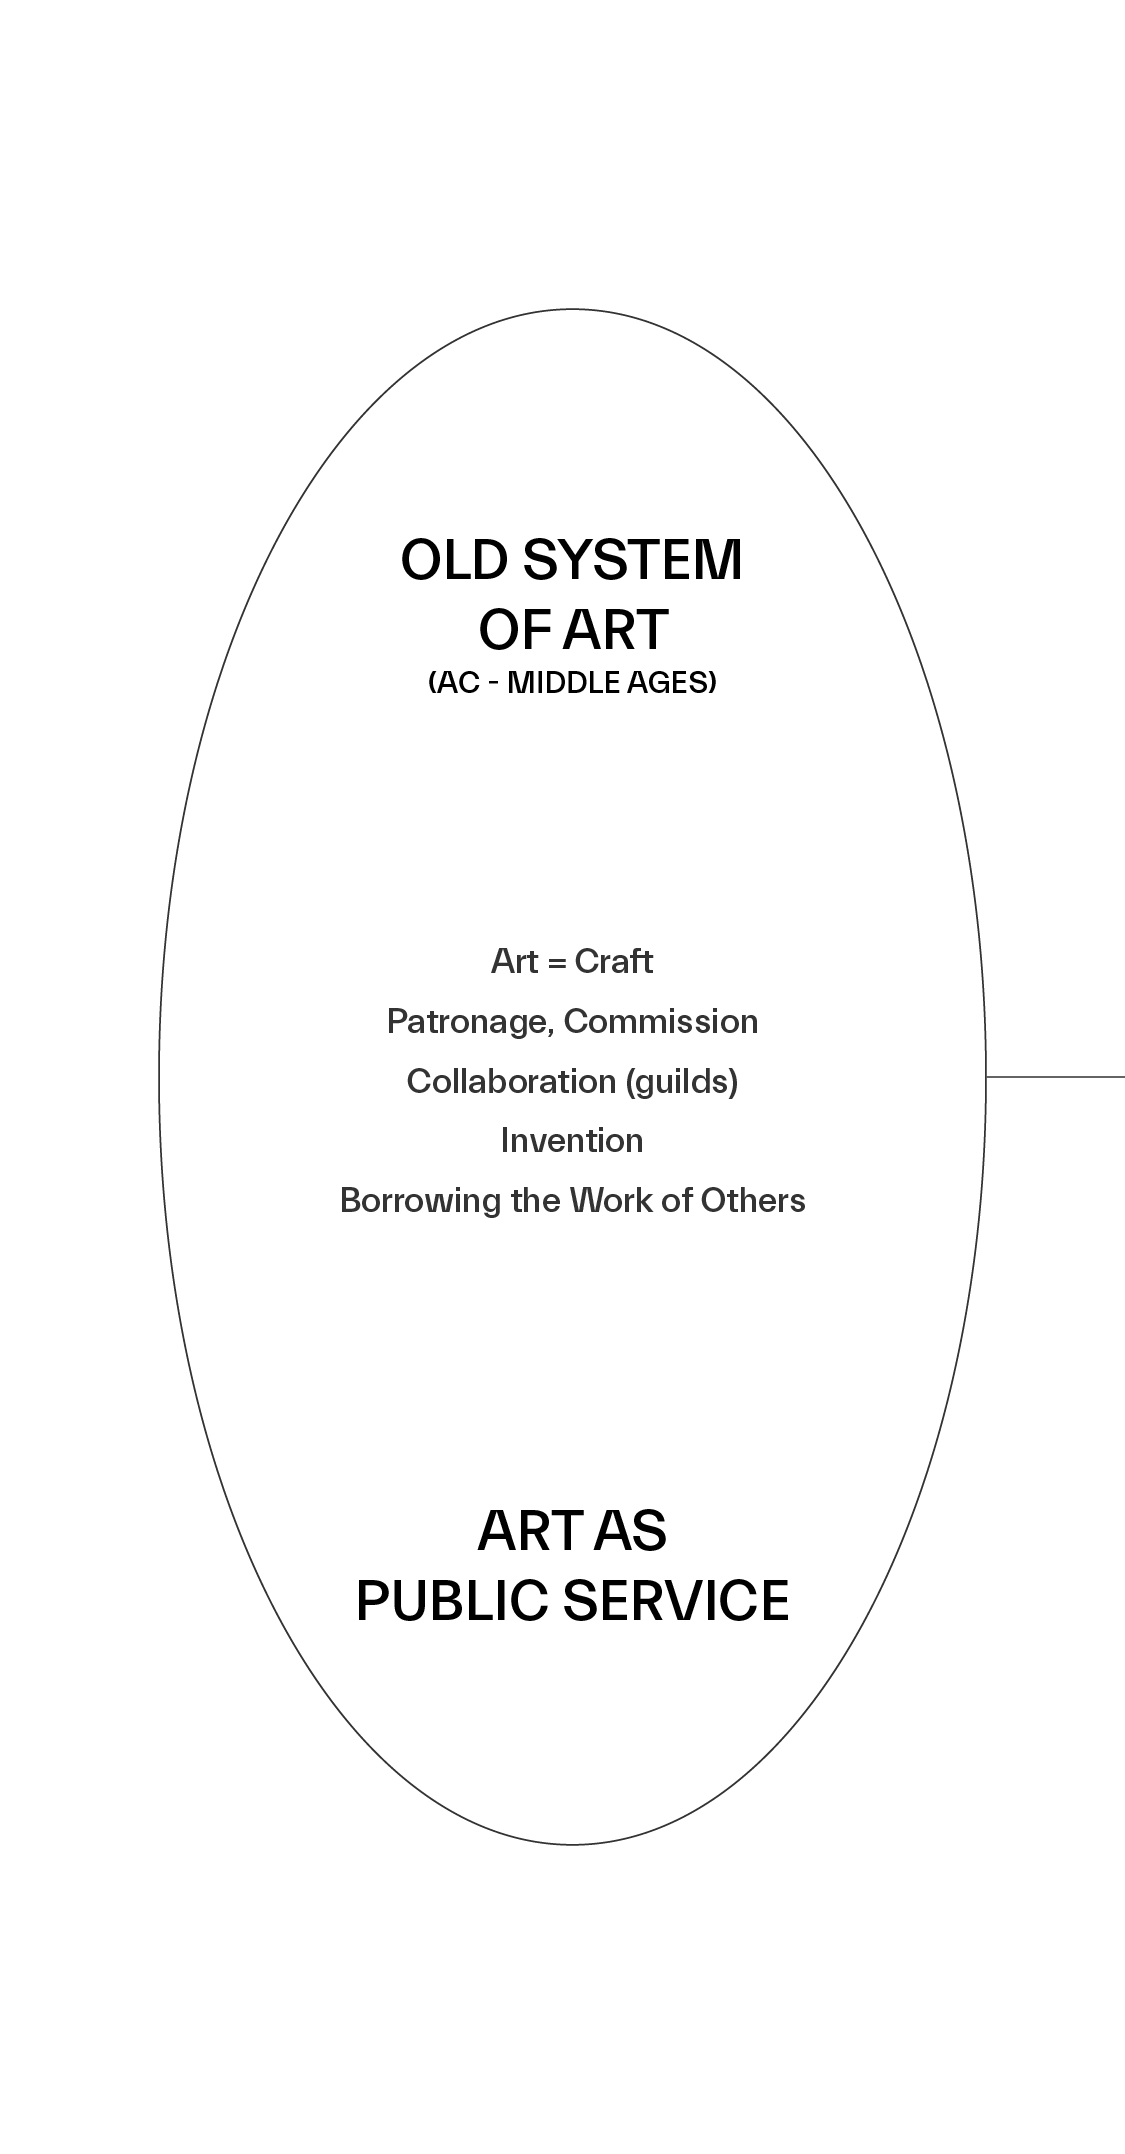 OLD SYSTEM
OF ART
(AC - MIDDLE AGES)
Art = Craft
Patronage, Commission
Collaboration (guilds)
Invention
Borrowing the Work of Others
ART AS
PUBLIC SERVICE